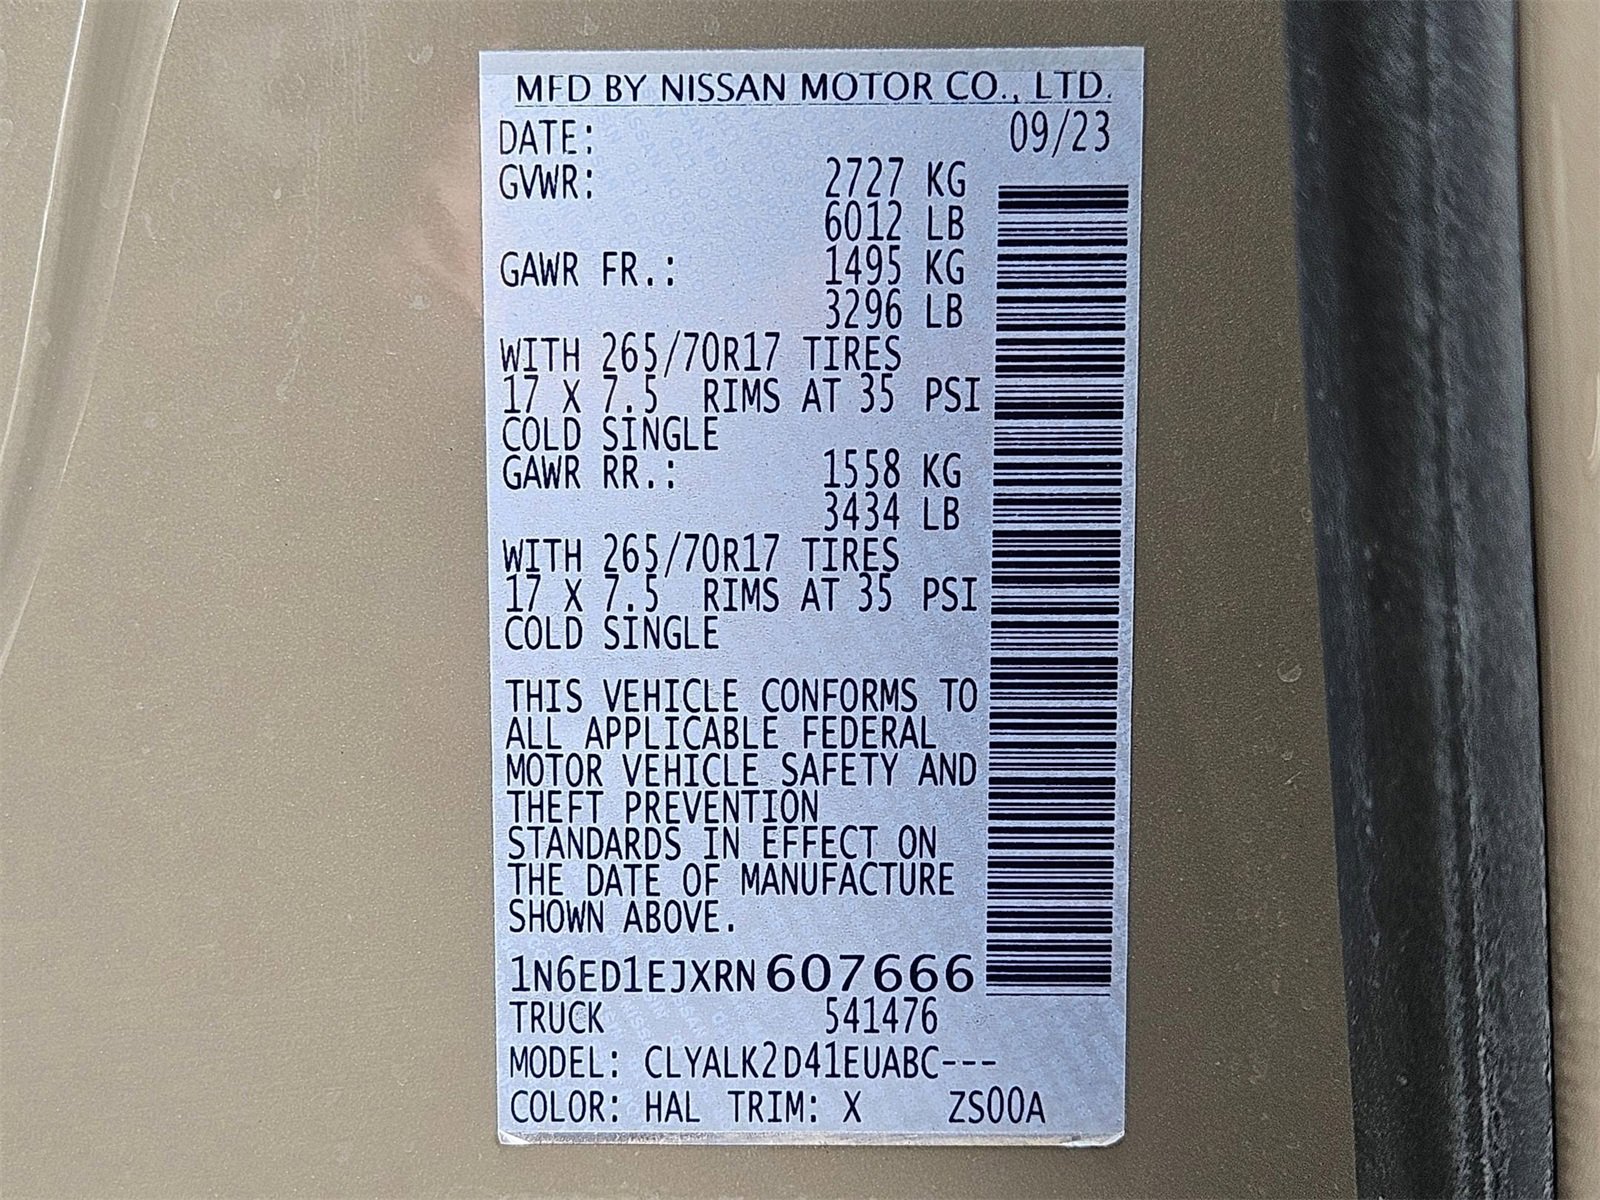 MFD BY NISSAN MOTOR CO., LTD.
DATE: 09/23
GVWR: 2727 KG
6012 LB
GAWR FR.: 1495 KG
3296 LB
WITH 265/70R17 TIRES
17 X 7.5 RIMS AT 35 PSI
COLD SINGLE
GAWR RR.: 1558 KG
3434 LB
WITH 265/70R17 TIRES
17 X 7.5 RIMS AT 35 PSI
COLD SINGLE
THIS VEHICLE CONFORMS TO
ALL APPLICABLE FEDERAL
MOTOR VEHICLE SAFETY AND
THEFT PREVENTION
STANDARDS IN EFFECT ON
THE DATE OF MANUFACTURE
SHOWN ABOVE.
1N6ED1EJXRN607666
TRUCK 541476
MODEL: CLYALK2D41EUABC---
COLOR: HAL TRIM: X ZS00A